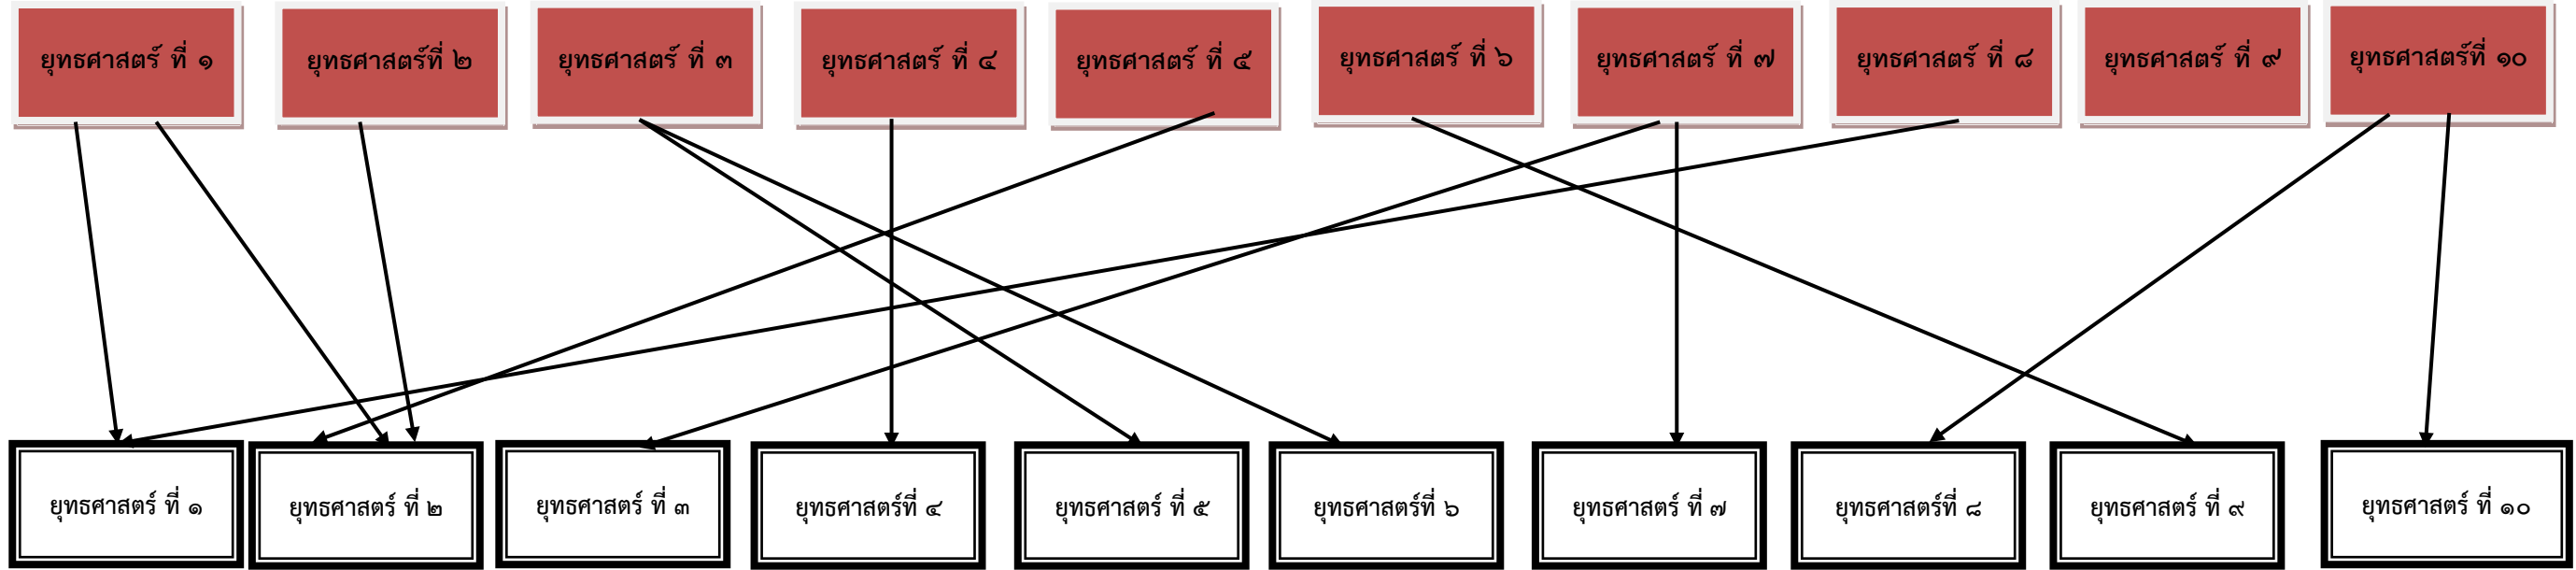 ยุทธศาสตร์ ที่ ๑
ยุทธศาสตร์ที่ ๒
ยุทธศาสตร์ ที่ ๓
ยุทธศาสตร์ ที่ ๔
ยุทธศาสตร์ ที่ ๕
ยุทธศาสตร์ ที่ ๖
ยุทธศาสตร์ ที่ ๗
ยุทธศาสตร์ ที่ ๘
ยุทธศาสตร์ ที่ ๙
ยุทธศาสตร์ที่ ๑๐
ยุทธศาสตร์ ที่ ๑
ยุทธศาสตร์ ที่ ๒
ยุทธศาสตร์ ที่ ๓
ยุทธศาสตร์ที่ ๔
ยุทธศาสตร์ ที่ ๕
ยุทธศาสตร์ที่ ๖
ยุทธศาสตร์ ที่ ๗
ยุทธศาสตร์ที่ ๘
ยุทธศาสตร์ ที่ ๙
ยุทธศาสตร์ ที่ ๑๐